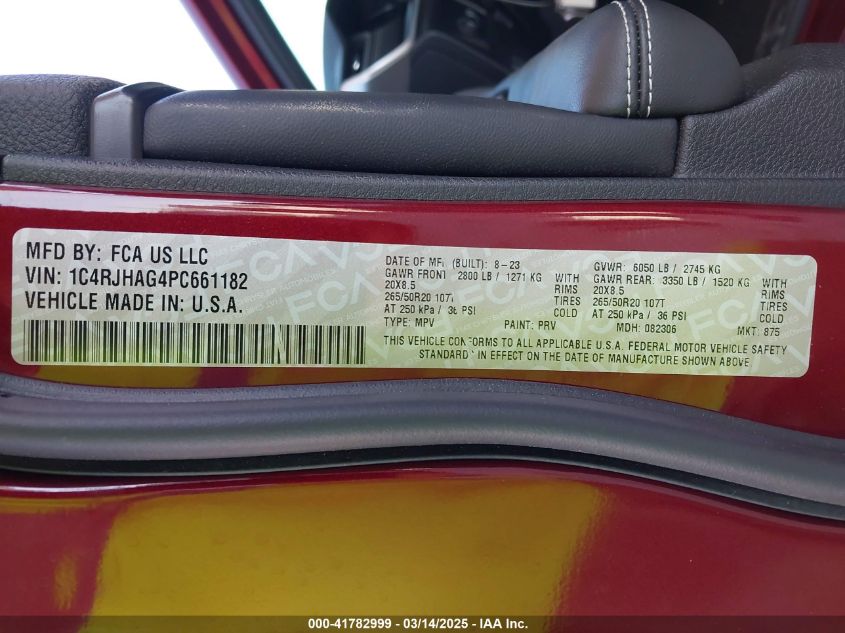 MFD BY: FCA US LLC
VIN: 1C4RJHAG4PC661182
VEHICLE MADE IN: U.S.A.
DATE OF MF (BUILT): 8-23 GVWR: 6050 LB / 2745 KG
GAWR FRONT 2800 LB / 1271 KG WITH GAWR REAR: 3350 LB / 1520 KG WITH
20X8.5 RIMS 20X8.5 RIMS
265/50R20 107T TIRES 265/50R20 107T TIRES
AT 250 kPa / 36 PSI COLD AT 250 kPa / 36 PSI COLD
TYPE: MPV PAINT: PRV MDH: 082306 MKT: 875
THIS VEHICLE CONFORMS TO ALL APPLICABLE U.S.A. FEDERAL MOTOR VEHICLE SAFETY
STANDARD IN EFFECT ON THE DATE OF MANUFACTURE SHOWN ABOVE
000-41782999 / 03/14/2025 - IAA Inc.